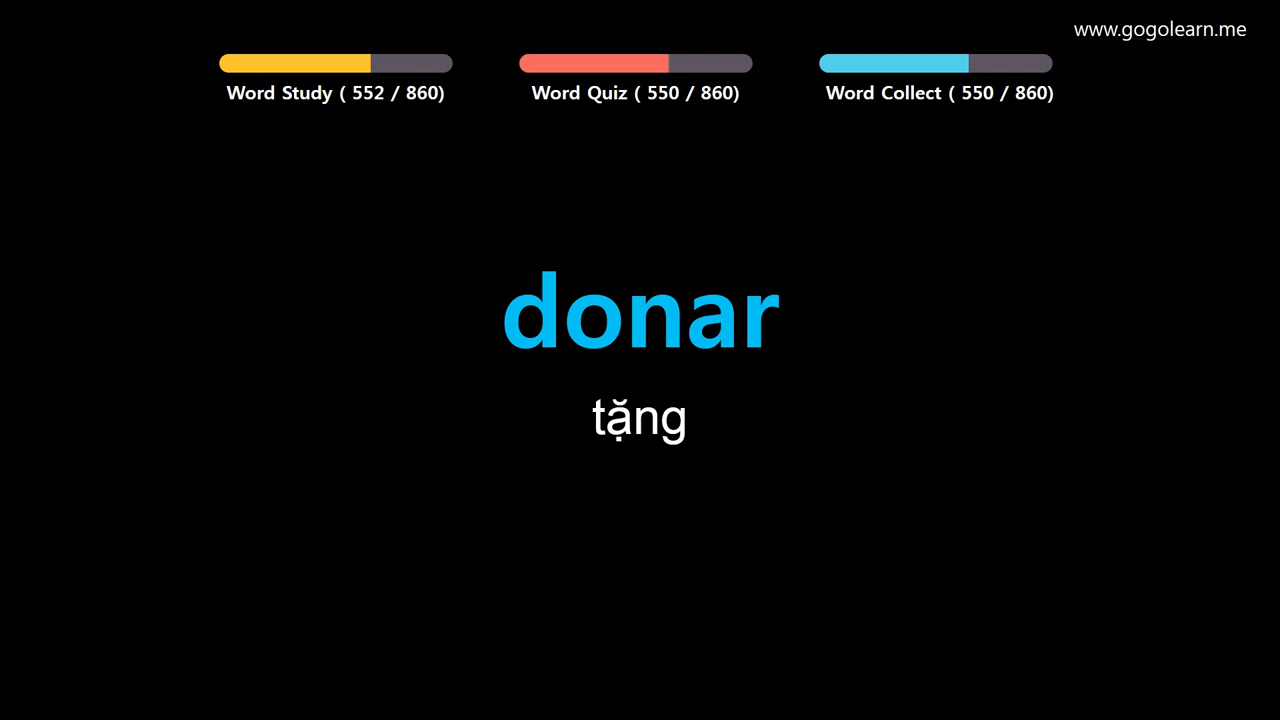 www.gogolearn.me
Word Study ( 552 / 860)
Word Quiz ( 550 / 860)
Word Collect ( 550 / 860)
donar
tặng